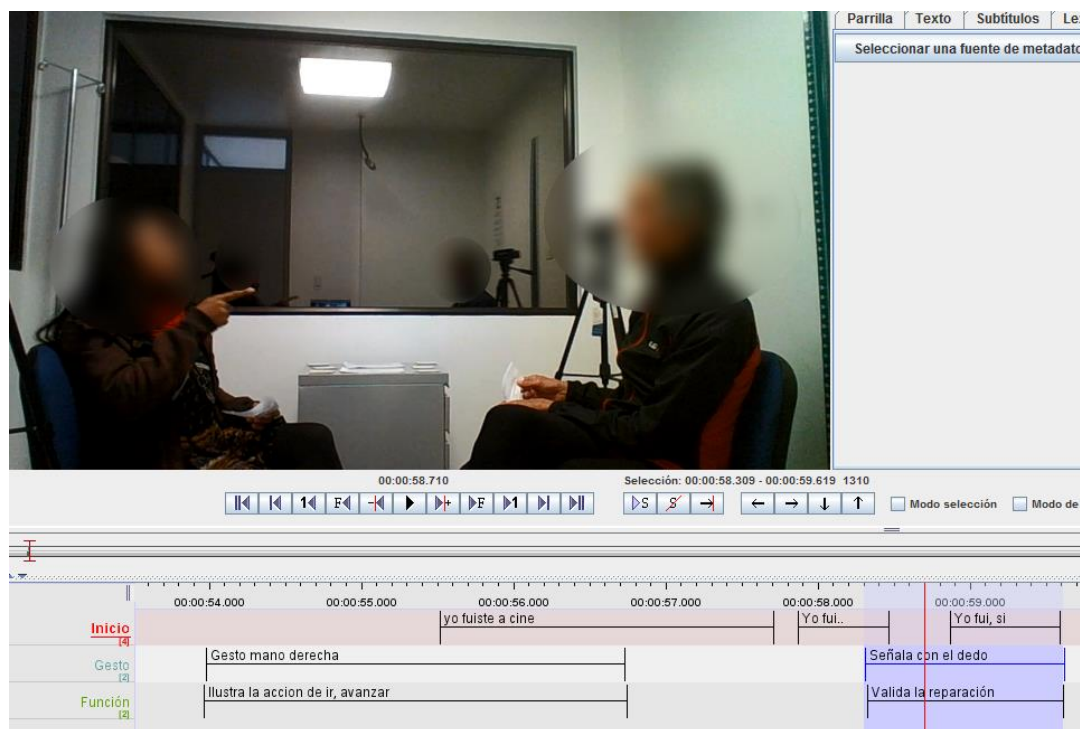 Parrilla Texto Subtítulos Le
Seleccionar una fuente de metadato
00:00:58.710
Selección: 00:00:58.309 - 00:00:59.619 1310
1 F - + F 1 S S
Modo selección Modo de
00:00:54.000 00:00:55.000 00:00:56.000 00:00:57.000 00:00:58.000 00:00:59.000
Inicio [4] yo fuiste a cine Yo fui.. Yo fui, si
Gesto [2] Gesto mano derecha Señala con el dedo
Función [2] Ilustra la accion de ir, avanzar Valida la reparación